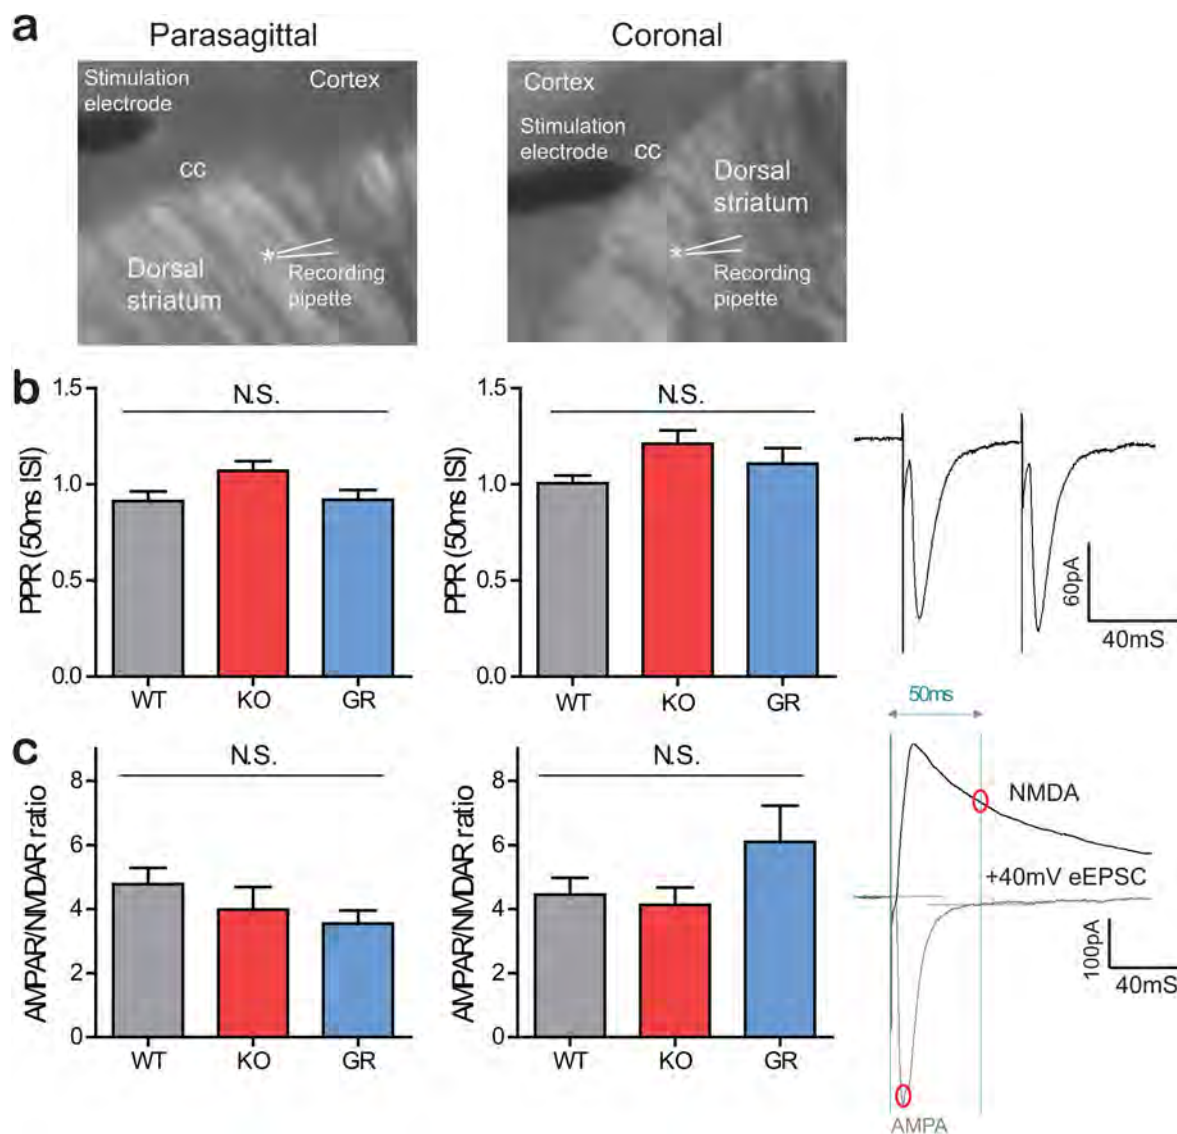 a
Parasagittal
Coronal
Stimulation
electrode
Cortex
cc
Dorsal
striatum
*
Recording
pipette
Cortex
Stimulation
electrode
cc
Dorsal
striatum
*
Recording
pipette
b
PPR (50ms ISI)
1.5
1.0
0.5
0.0
N.S.
WT
KO
GR
PPR (50ms ISI)
1.5
1.0
0.5
0.0
N.S.
WT
KO
GR
60pA
40mS
c
AMPAR/NMDAR ratio
8
6
4
2
0
N.S.
WT
KO
GR
AMPAR/NMDAR ratio
8
6
4
2
0
N.S.
WT
KO
GR
50ms
NMDA
+40mV eEPSC
100pA
40mS
AMPA